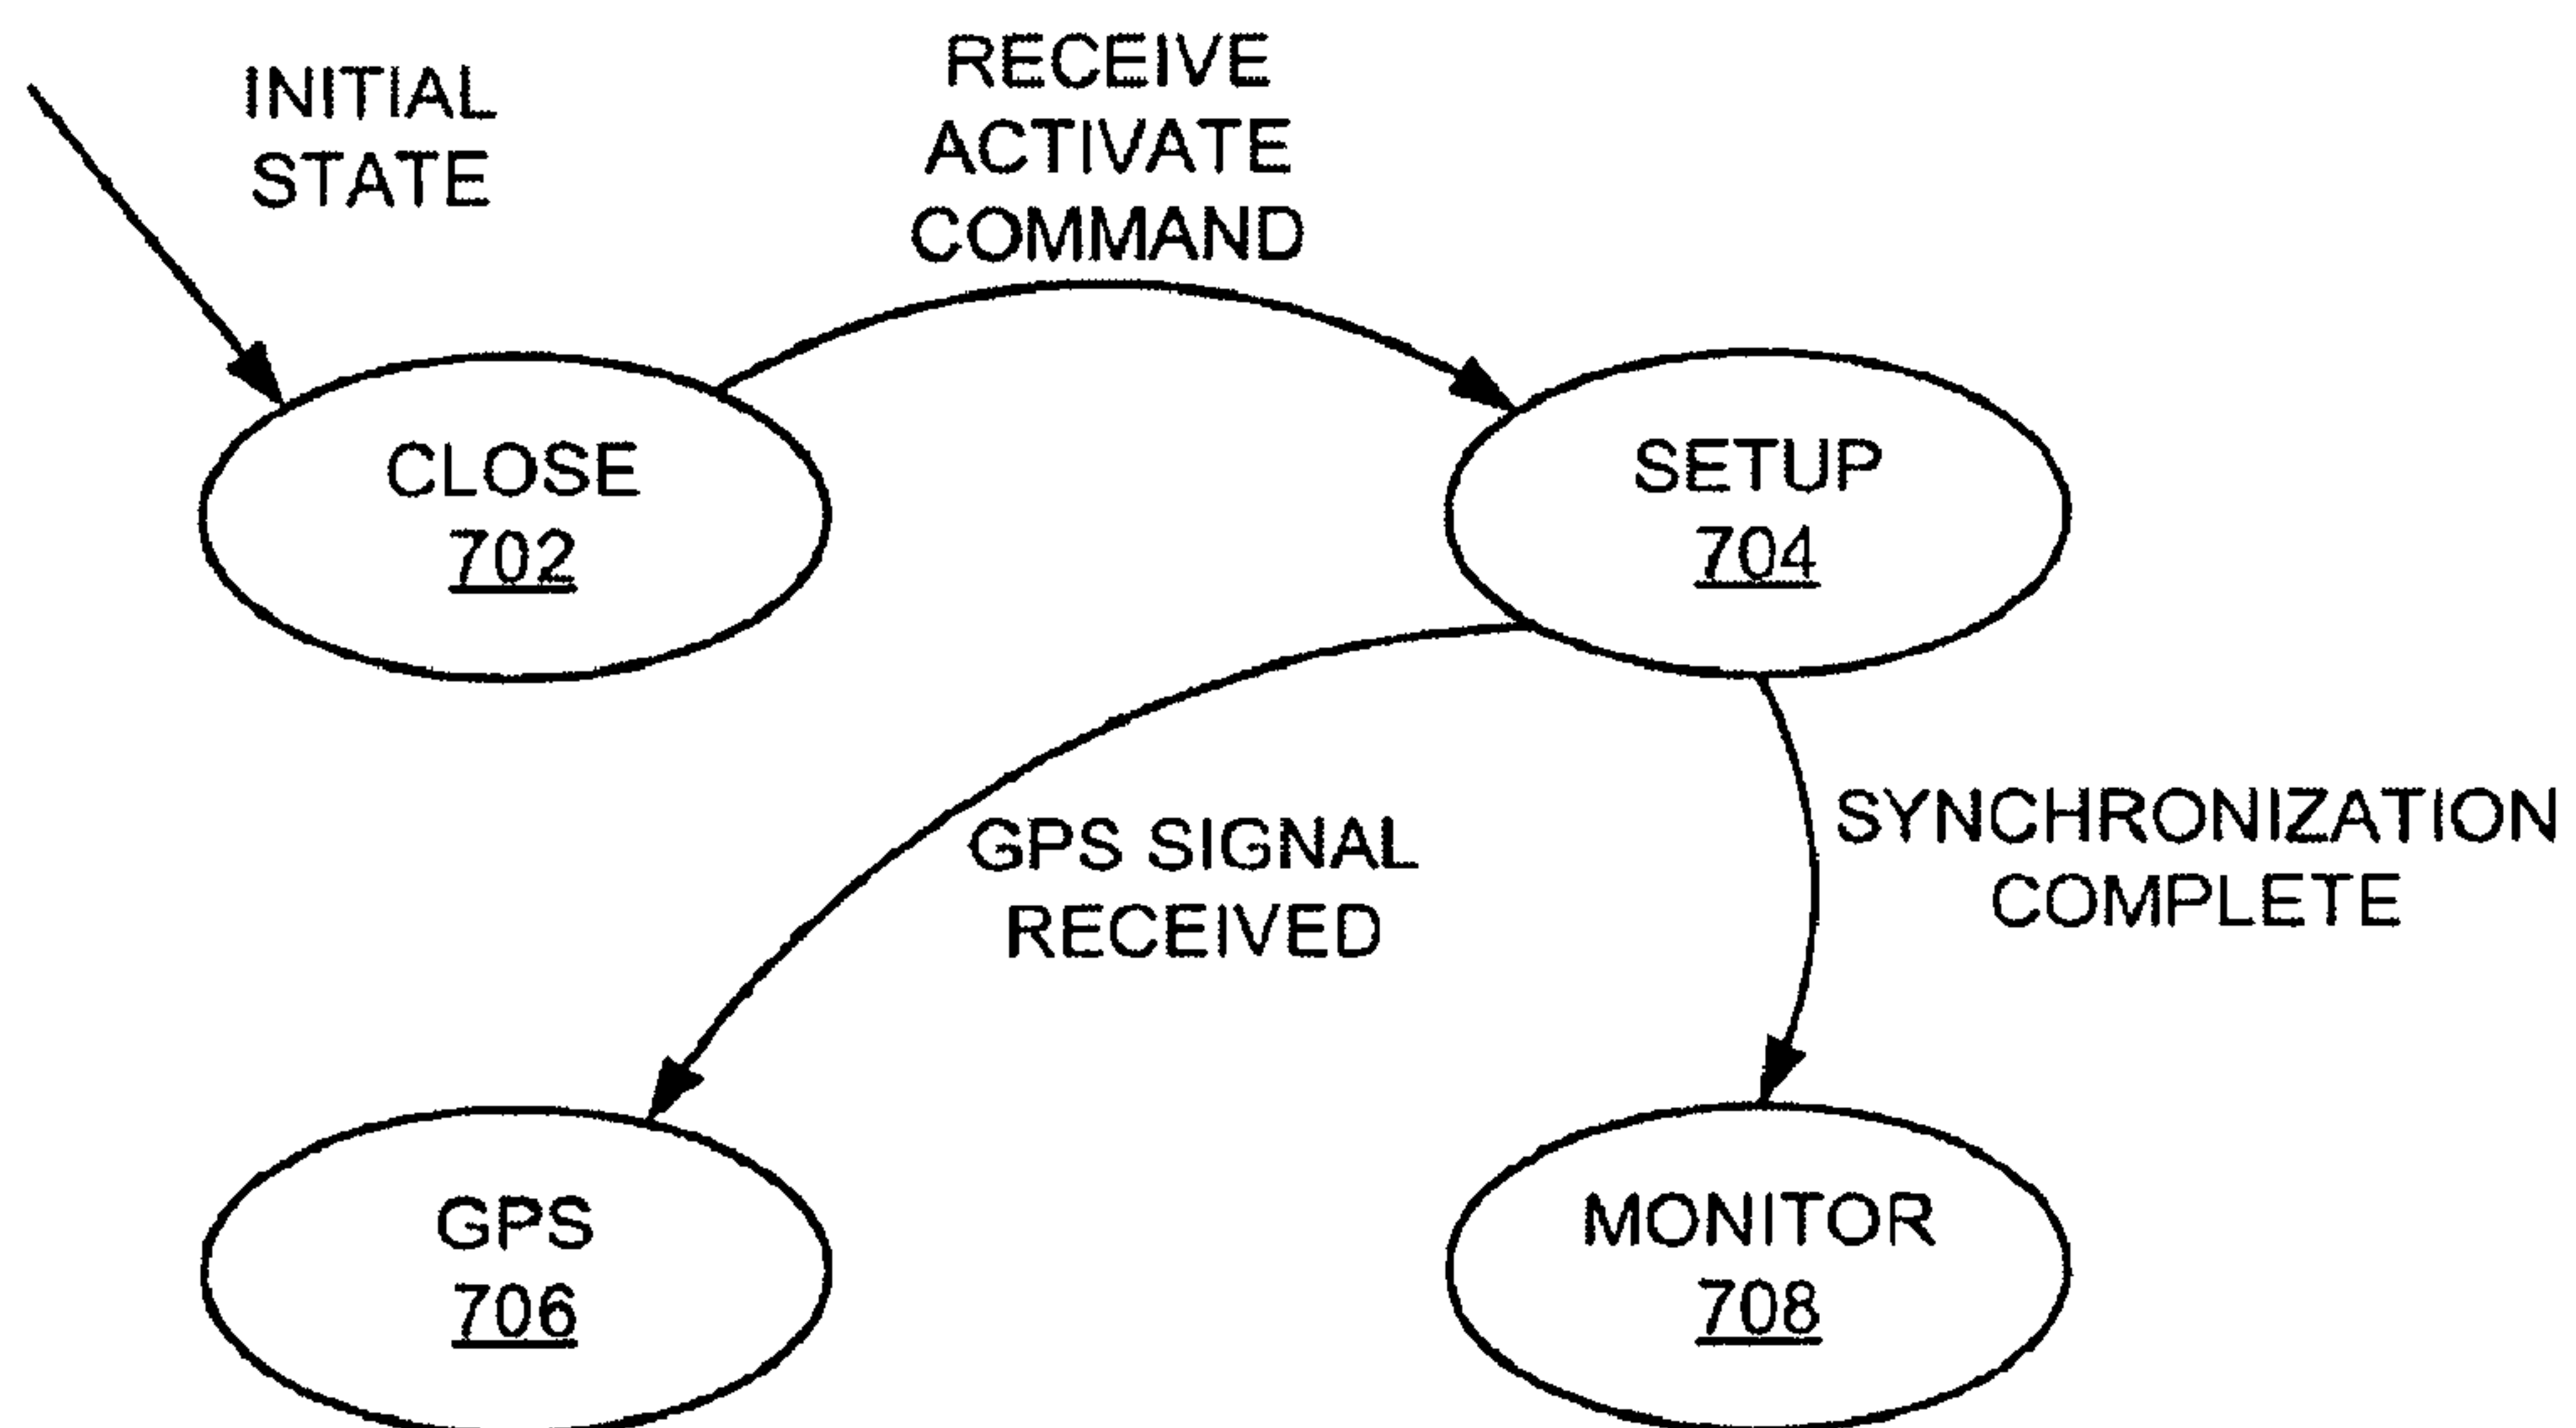 INITIAL
STATE
RECEIVE
ACTIVATE
COMMAND
CLOSE
702
SETUP
704
GPS SIGNAL
RECEIVED
SYNCHRONIZATION
COMPLETE
GPS
706
MONITOR
708